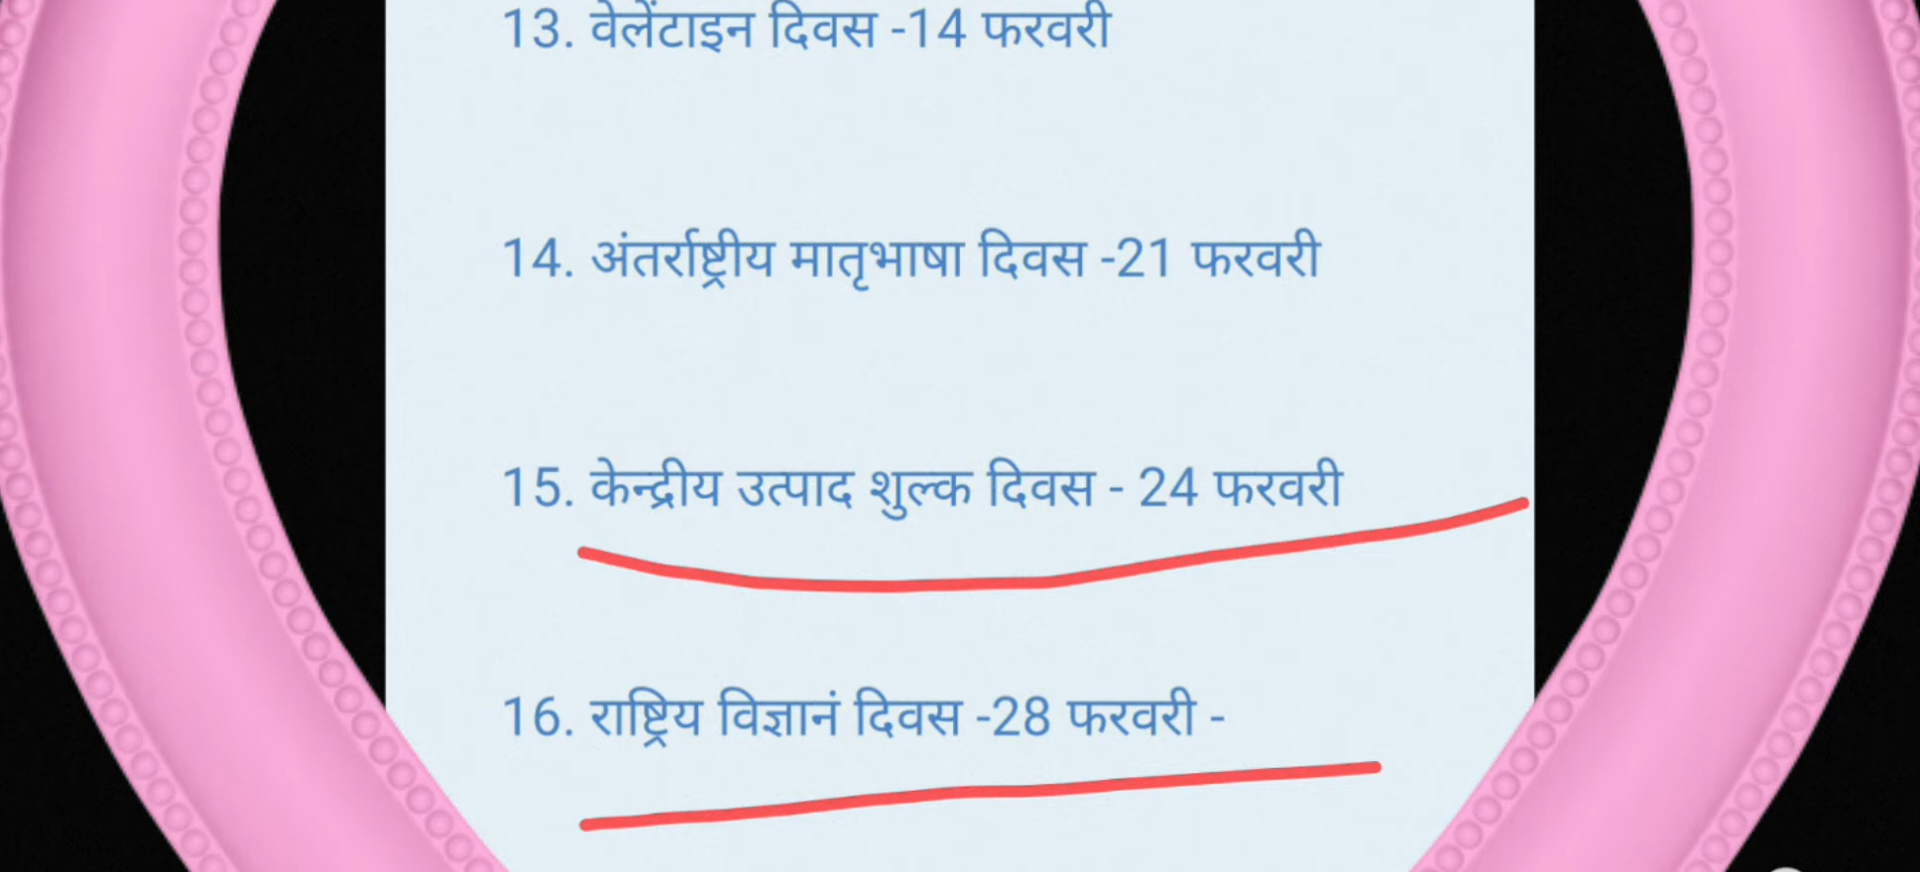 13. वेलेंटाइन दिवस -14 फरवरी
14. अंतर्राष्ट्रीय मातृभाषा दिवस -21 फरवरी
15. केन्द्रीय उत्पाद शुल्क दिवस - 24 फरवरी
16. राष्ट्रिय विज्ञानं दिवस -28 फरवरी -